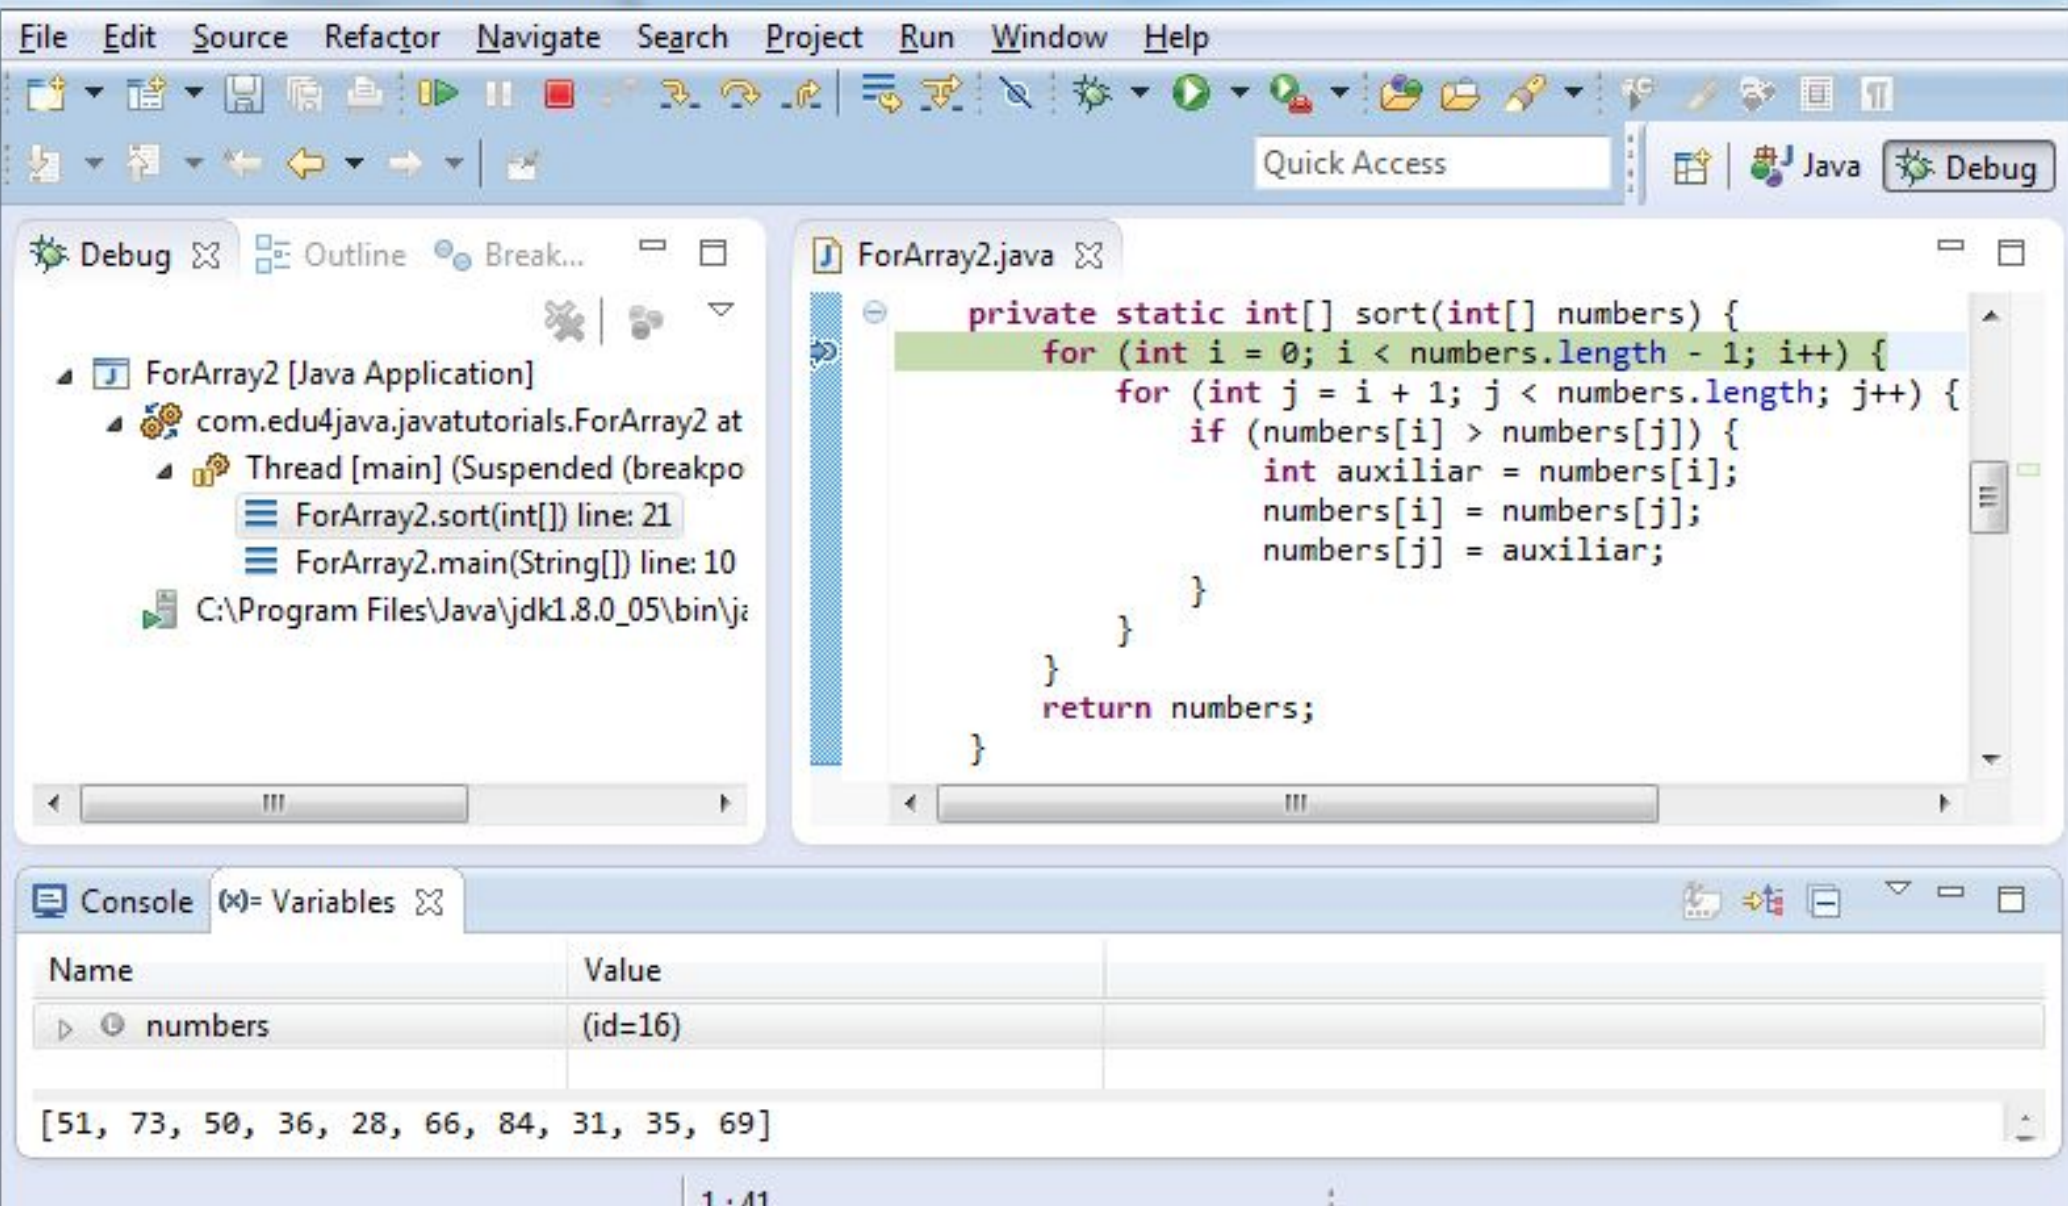 File Edit Source Refactor Navigate Search Project Run Window Help
Quick Access
Java
Debug
Debug
Outline
Break...
ForArray2 [Java Application]
com.edu4java.javatutorials.ForArray2 at
Thread [main] (Suspended (breakpo
ForArray2.sort(int[]) line: 21
ForArray2.main(String[]) line: 10
C:\Program Files\Java\jdk1.8.0_05\bin\ja
ForArray2.java
private static int[] sort(int[] numbers) {
for (int i = 0; i < numbers.length - 1; i++) {
for (int j = i + 1; j < numbers.length; j++) {
if (numbers[i] > numbers[j]) {
int auxiliar = numbers[i];
numbers[i] = numbers[j];
numbers[j] = auxiliar;
}
}
}
return numbers;
}
Console
(x)= Variables
Name Value
numbers (id=16)
[51, 73, 50, 36, 28, 66, 84, 31, 35, 69]
1 : 41